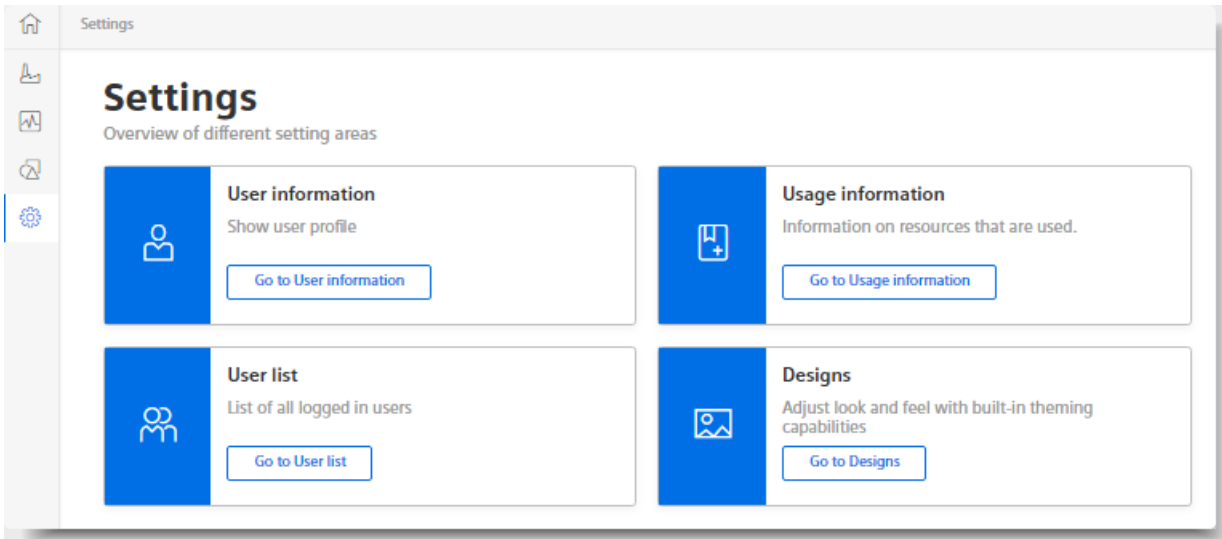 Settings
Settings
Overview of different setting areas
User information
Show user profile
Go to User information
Usage information
Information on resources that are used.
Go to Usage information
User list
List of all logged in users
Go to User list
Designs
Adjust look and feel with built-in theming
capabilities
Go to Designs